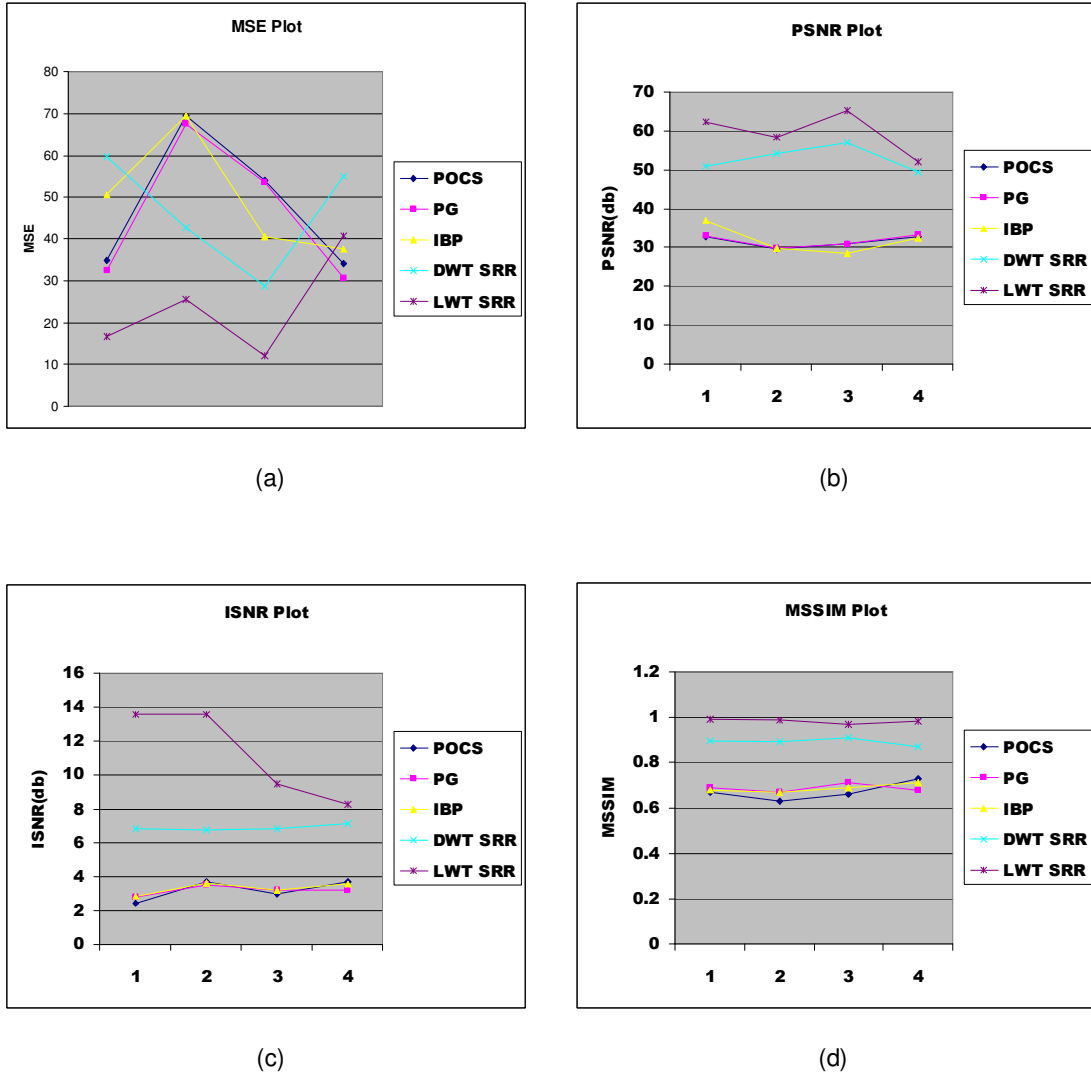 MSE Plot
80
70
60
50
40
30
20
10
0
MSE
POCS
PG
IBP
DWT SRR
LWT SRR
(a)
PSNR Plot
70
60
50
40
30
20
10
0
PSNR(db)
1 2 3 4
POCS
PG
IBP
DWT SRR
LWT SRR
(b)
ISNR Plot
16
14
12
10
8
6
4
2
0
ISNR(db)
1 2 3 4
POCS
PG
IBP
DWT SRR
LWT SRR
(c)
MSSIM Plot
1.2
1
0.8
0.6
0.4
0.2
0
MSSIM
1 2 3 4
POCS
PG
IBP
DWT SRR
LWT SRR
(d)